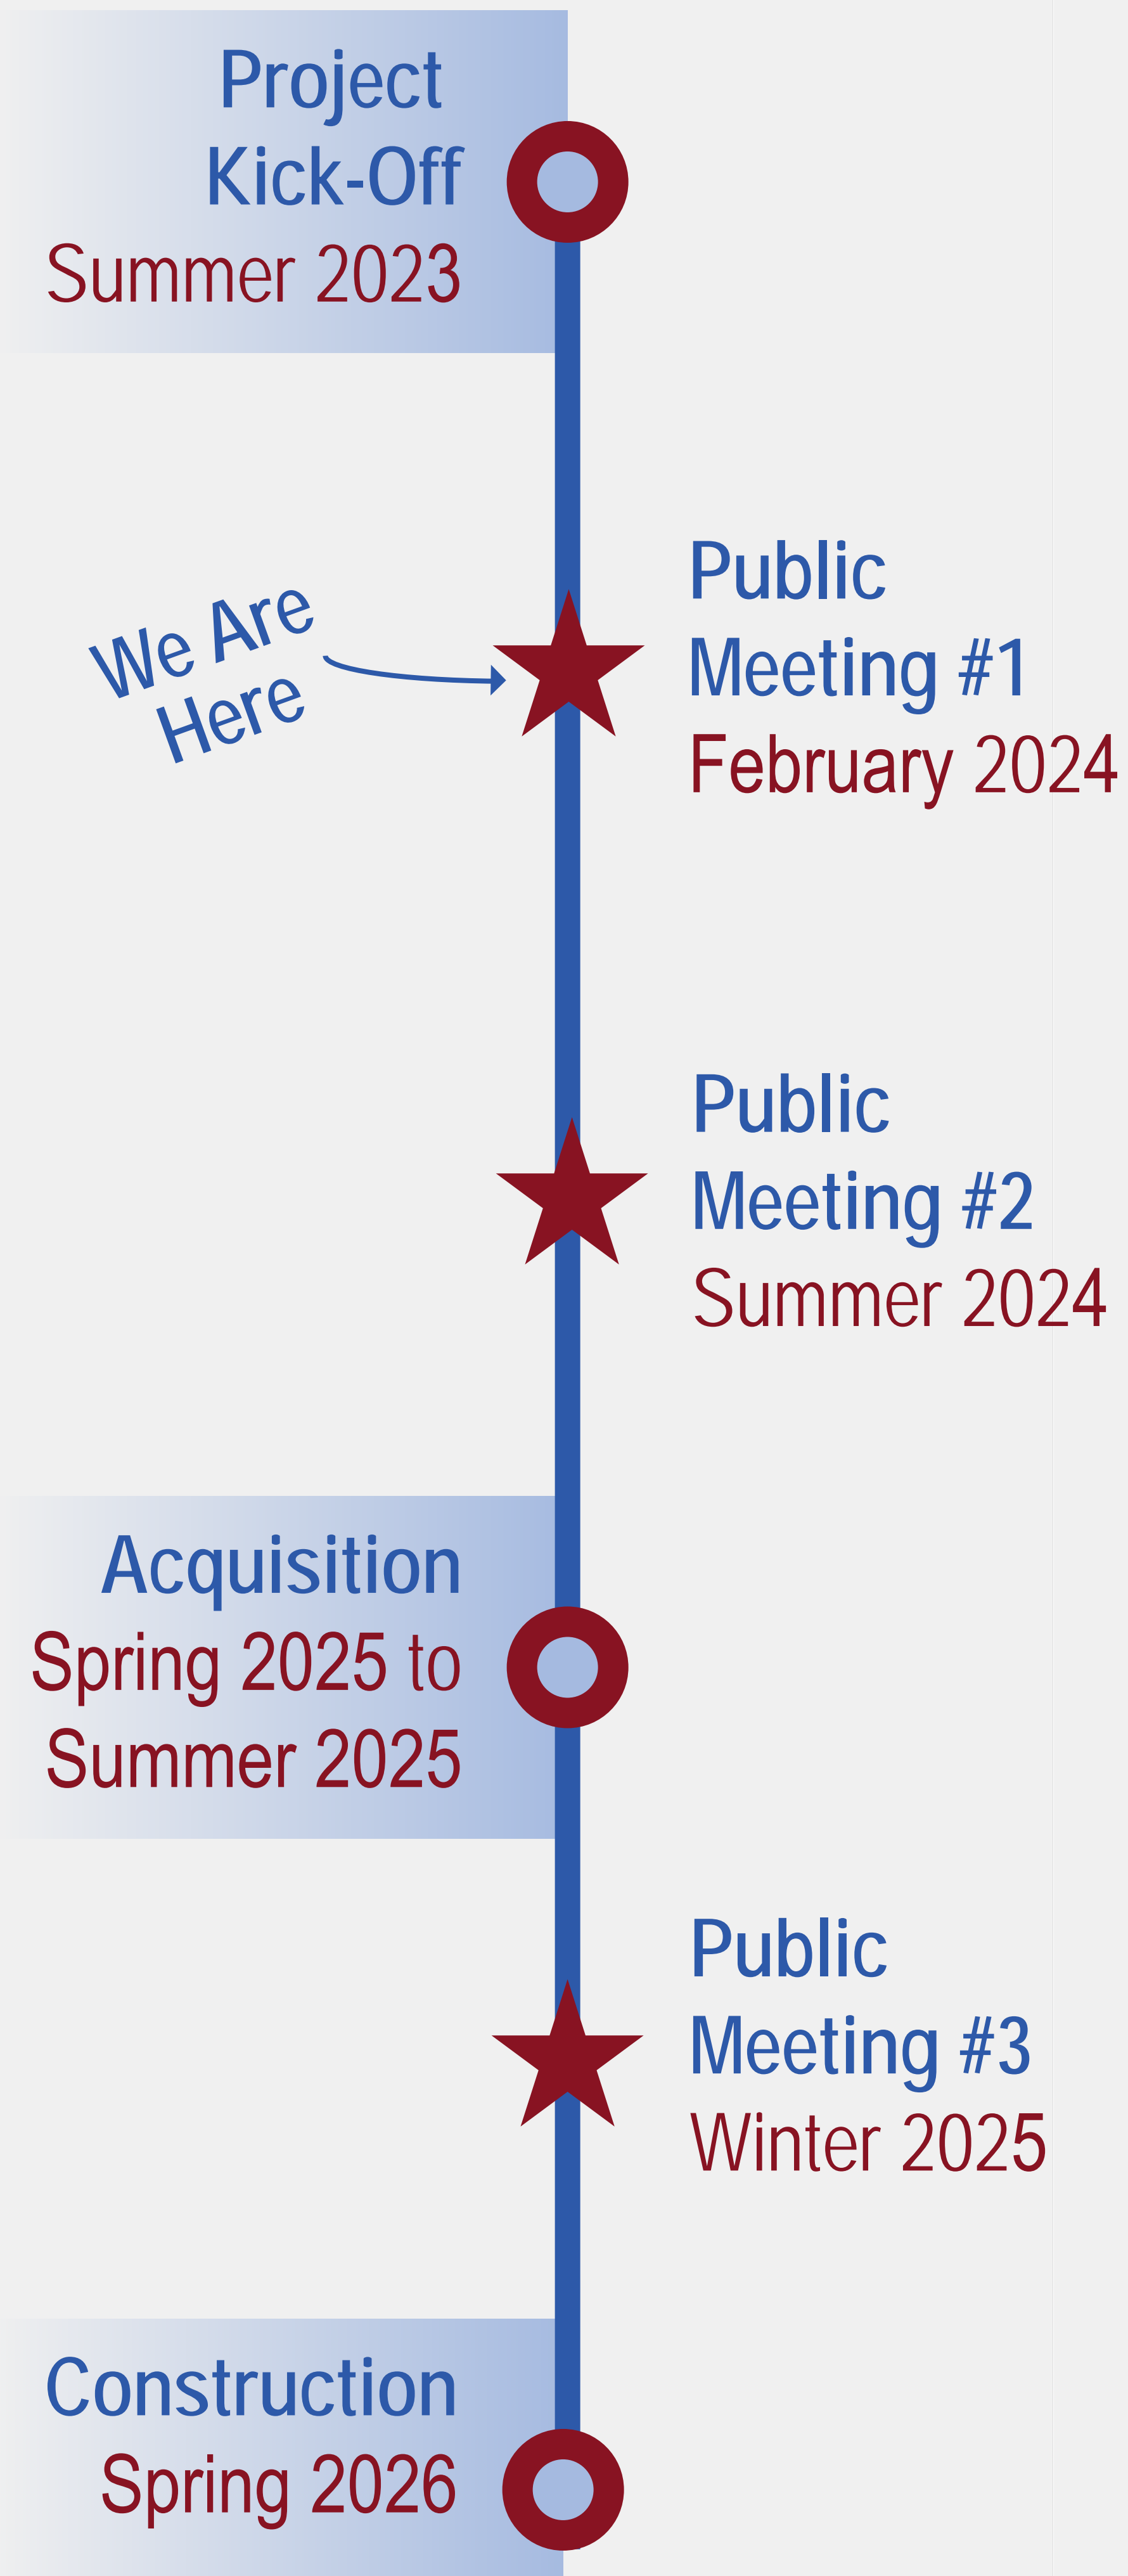 Project
Kick-Off
Summer 2023
We Are
Here
Public
Meeting #1
February 2024
Public
Meeting #2
Summer 2024
Acquisition
Spring 2025 to
Summer 2025
Public
Meeting #3
Winter 2025
Construction
Spring 2026